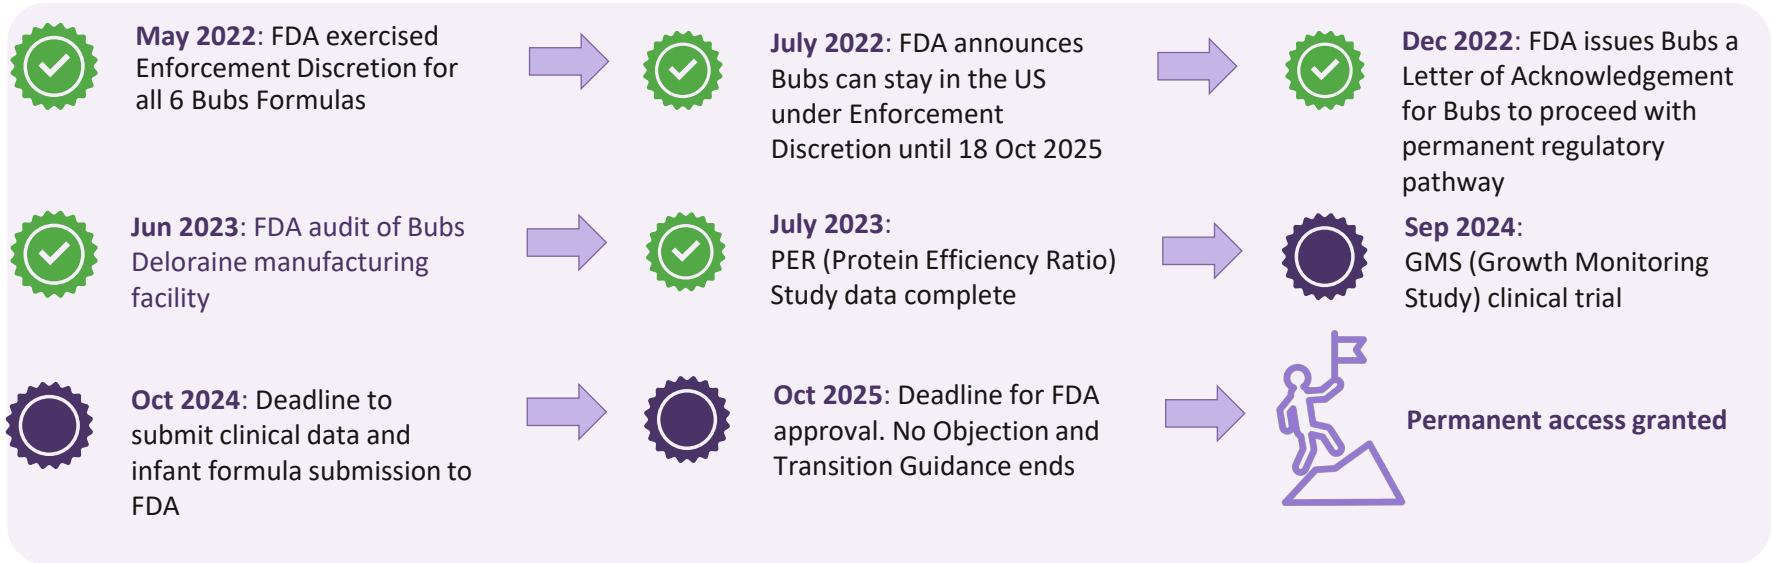 May 2022: FDA exercised
Enforcement Discretion for
all 6 Bubs Formulas
July 2022: FDA announces
Bubs can stay in the US
under Enforcement
Discretion until 18 Oct 2025
Dec 2022: FDA issues Bubs a
Letter of Acknowledgement
for Bubs to proceed with
permanent regulatory
pathway
Jun 2023: FDA audit of Bubs
Deloraine manufacturing
facility
July 2023:
PER (Protein Efficiency Ratio)
Study data complete
Sep 2024:
GMS (Growth Monitoring
Study) clinical trial
Oct 2024: Deadline to
submit clinical data and
infant formula submission to
FDA
Oct 2025: Deadline for FDA
approval. No Objection and
Transition Guidance ends
Permanent access granted